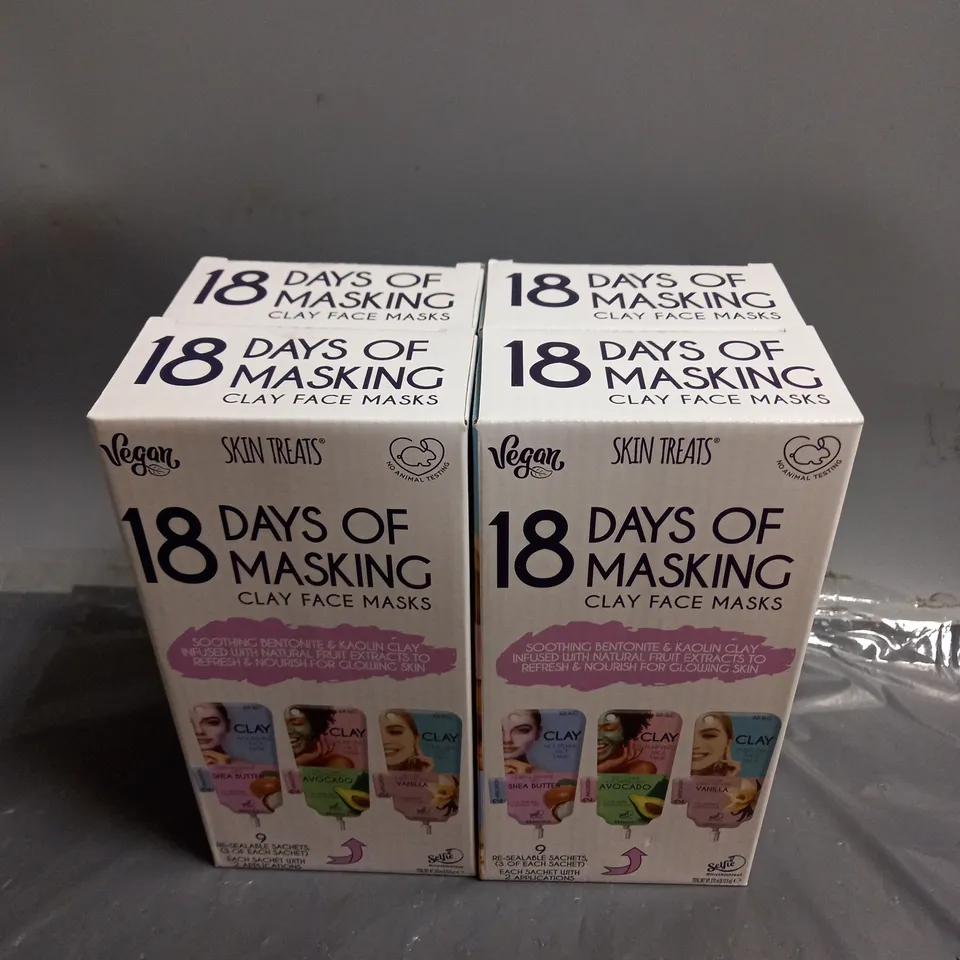 18 DAYS OF
MASKING
CLAY FACE MASKS
18 DAYS OF
MASKING
CLAY FACE MASKS
18 DAYS OF
MASKING
CLAY FACE MASKS
Vegan
SKIN TREATS®
NO ANIMAL TESTING
18 DAYS OF
MASKING
CLAY FACE MASKS
SOOTHING BENTONITE & KAOLIN CLAY
INFUSED WITH NATURAL FRUIT EXTRACTS TO
REFRESH & NOURISH FOR GLOWING SKIN
CLAY
SHEA BUTTER
CLAY
AVOCADO
CLAY
VANILLA
9
RE-SEALABLE SACHETS,
(3 OF EACH SACHET)
EACH SACHET WITH
2 APPLICATIONS
Selfie
18 DAYS OF
MASKING
CLAY FACE MASKS
Vegan
SKIN TREATS®
NO ANIMAL TESTING
18 DAYS OF
MASKING
CLAY FACE MASKS
SOOTHING BENTONITE & KAOLIN CLAY
INFUSED WITH NATURAL FRUIT EXTRACTS TO
REFRESH & NOURISH FOR GLOWING SKIN
CLAY
SHEA BUTTER
CLAY
AVOCADO
CLAY
VANILLA
9
RE-SEALABLE SACHETS,
(3 OF EACH SACHET)
EACH SACHET WITH
2 APPLICATIONS
Selfie